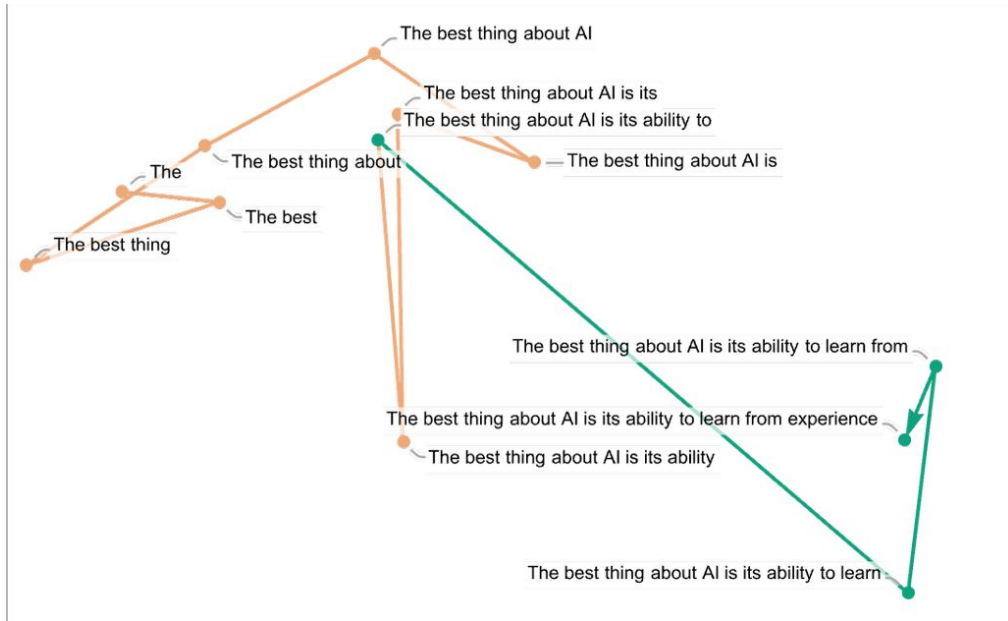 The best thing about AI
The best thing about AI is its
The best thing about AI is its ability to
The best thing about AI is
The best thing about
The
The best
The best thing
The best thing about AI is its ability to learn from
The best thing about AI is its ability to learn from experience
The best thing about AI is its ability
The best thing about AI is its ability to learn